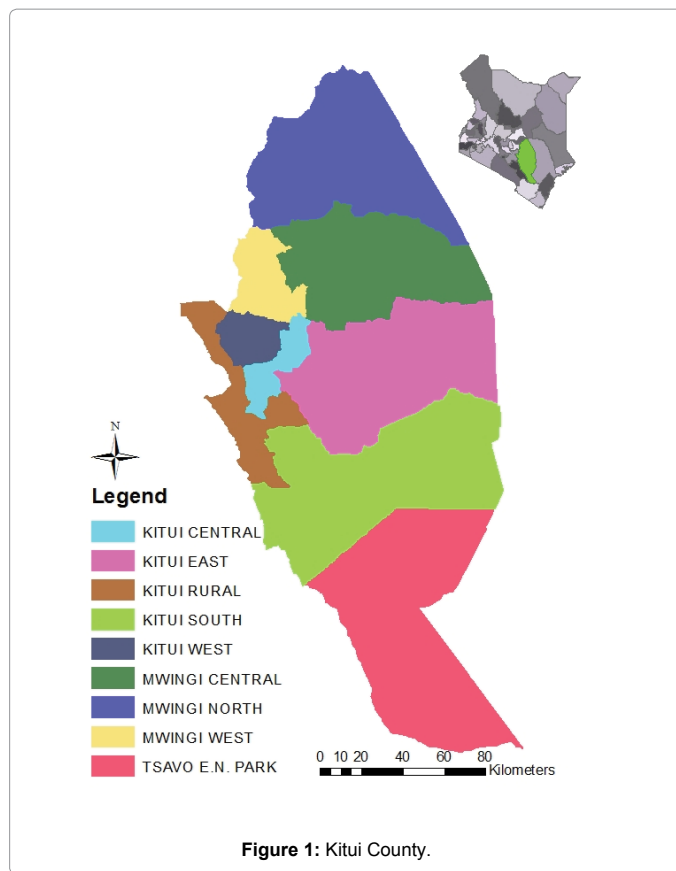 N
Legend
KITUI CENTRAL
KITUI EAST
KITUI RURAL
KITUI SOUTH
KITUI WEST
MWINGI CENTRAL
MWINGI NORTH
MWINGI WEST
TSAVO E.N. PARK
0 10 20 40 60 80
Kilometers
Figure 1: Kitui County.